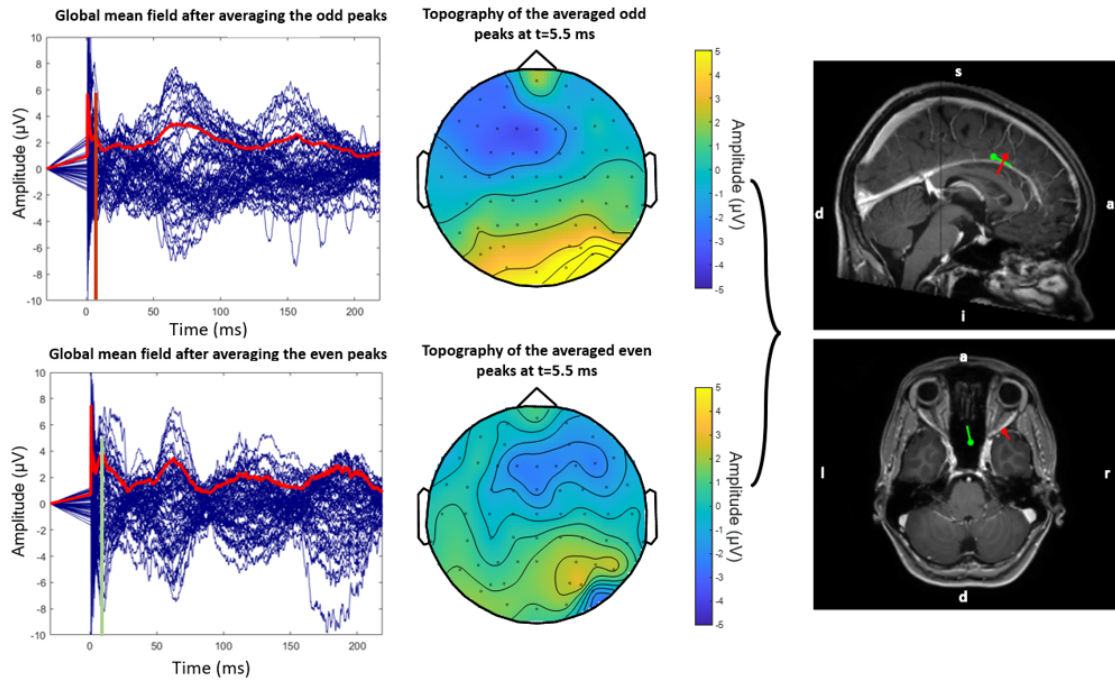 Global mean field after averaging the odd peaks
10
8
6
4
2
0
-2
-4
-6
-8
-10
Amplitude (µV)
0
50
100
150
200
Time (ms)
Topography of the averaged odd
peaks at t=5.5 ms
5
4
3
2
1
0
-1
-2
-3
-4
-5
Amplitude (µV)
Global mean field after averaging the even peaks
10
8
6
4
2
0
-2
-4
-6
-8
-10
Amplitude (µV)
0
50
100
150
200
Time (ms)
Topography of the averaged even
peaks at t=5.5 ms
5
4
3
2
1
0
-1
-2
-3
-4
-5
Amplitude (µV)
s
d
a
i
a
l
r
d